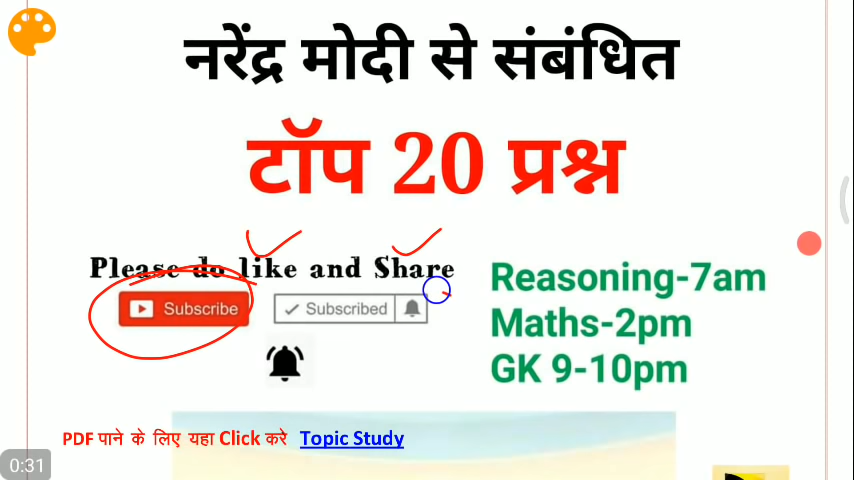 नरेंद्र मोदी से संबंधित
टॉप 20 प्रश्न
Please do like and Share
Subscribe
Subscribed
Reasoning-7am
Maths-2pm
GK 9-10pm
PDF पाने के लिए यहा Click करे Topic Study
0:31